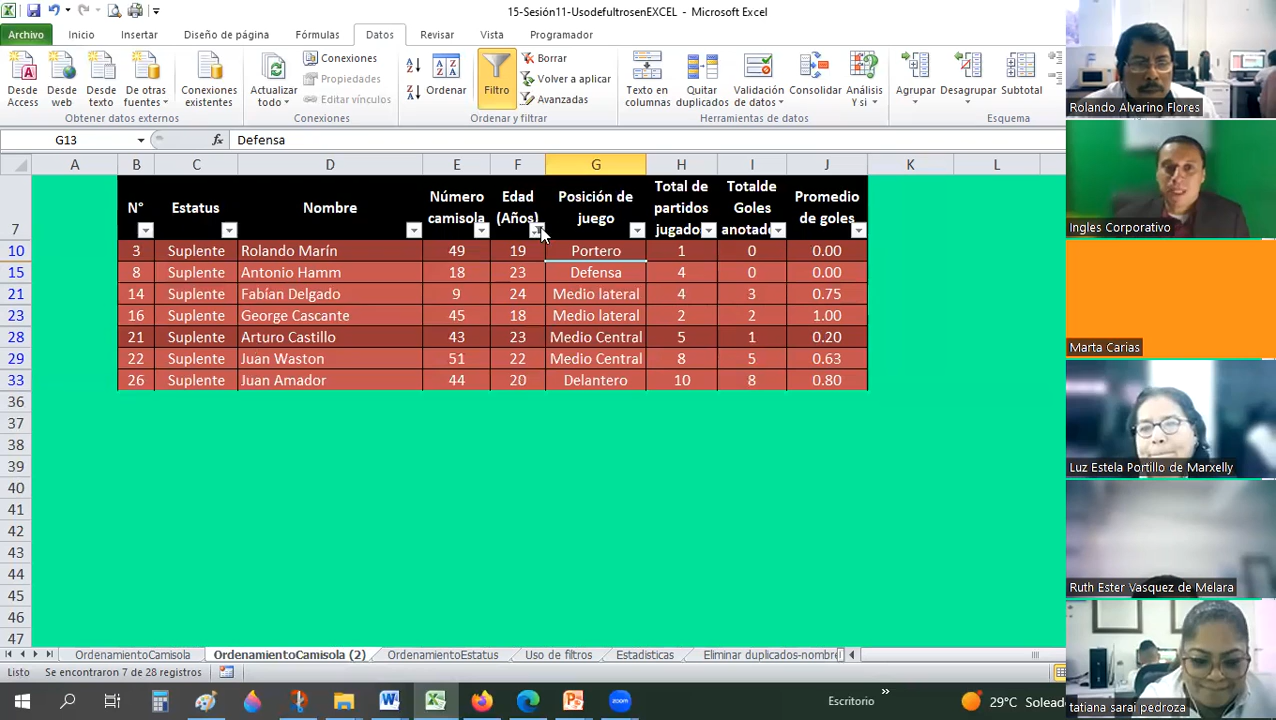 15-Sesión11-UsodefultrosenEXCEL - Microsoft Excel
Archivo Inicio Insertar Diseño de página Fórmulas Datos Revisar Vista Programador
Desde Access
Desde web
Desde texto
De otras fuentes
Obtener datos externos
Conexiones existentes
Actualizar todo
Conexiones
Propiedades
Editar vínculos
Conexiones
Ordenar
Filtro
Borrar
Volver a aplicar
Avanzadas
Ordenar y filtrar
Texto en columnas
Quitar duplicados
Validación de datos
Consolidar
Análisis Y si
Herramientas de datos
Agrupar
Desagrupar
Subtotal
Esquema
G13 fx Defensa
A B C D E F G H I J K L
7 N° Estatus Nombre Número camisola Edad (Años) Posición de juego Total de partidos jugado Totalde Goles anotad Promedio de goles
10 3 Suplente Rolando Marín 49 19 Portero 1 0 0.00
15 8 Suplente Antonio Hamm 18 23 Defensa 4 0 0.00
21 14 Suplente Fabían Delgado 9 24 Medio lateral 4 3 0.75
23 16 Suplente George Cascante 45 18 Medio lateral 2 2 1.00
28 21 Suplente Arturo Castillo 43 23 Medio Central 5 1 0.20
29 22 Suplente Juan Waston 51 22 Medio Central 8 5 0.63
33 26 Suplente Juan Amador 44 20 Delantero 10 8 0.80
36
37
38
39
40
41
42
43
44
45
46
47
OrdenamientoCamisola OrdenamientoCamisola (2) OrdenamientoEstatus Uso de filtros Estadisticas Eliminar duplicados-nombre
Listo Se encontraron 7 de 28 registros
Escritorio » 29°C Soleado
Rolando Alvarino Flores
Ingles Corporativo
Marta Carias
Luz Estela Portillo de Marxelly
Ruth Ester Vasquez de Melara
tatiana sarai pedroza